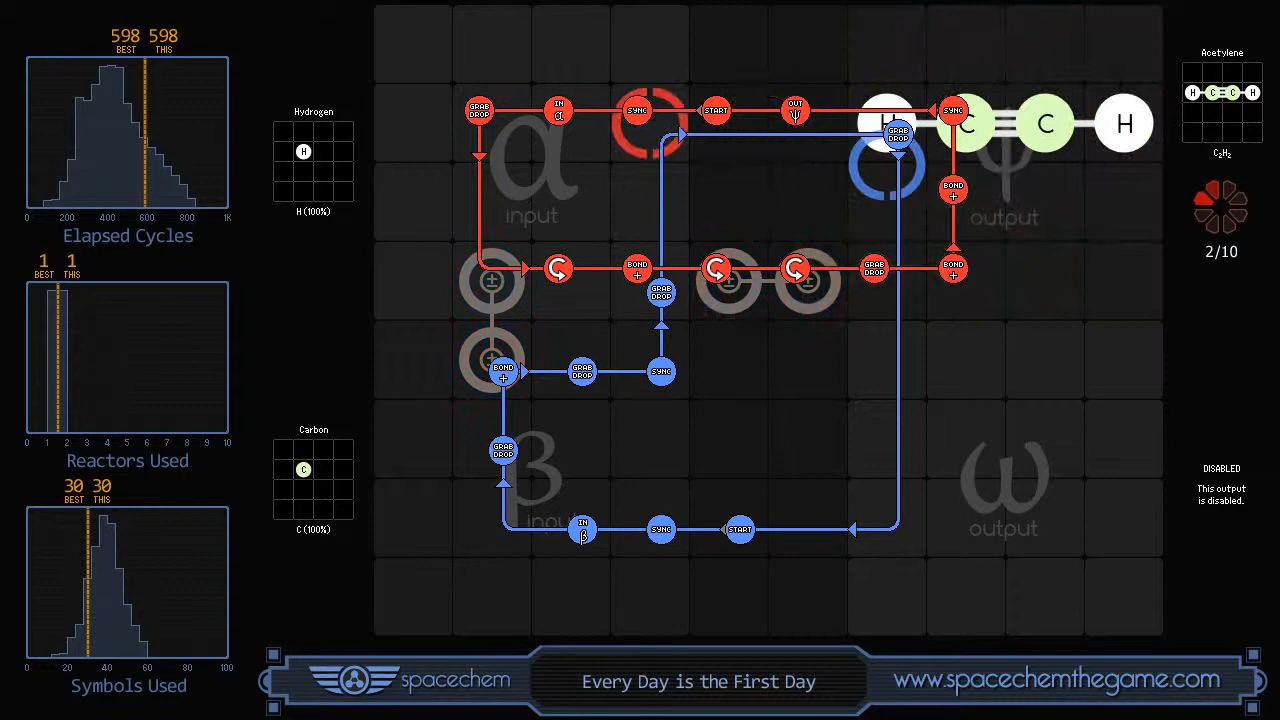 598 598
BEST THIS
0 200 400 600 800 1K
Elapsed Cycles
1 1
BEST THIS
0 1 2 3 4 5 6 7 8 9 10
Reactors Used
30 30
BEST THIS
0 20 40 60 80 100
Symbols Used
Hydrogen
H
H (100%)
Carbon
C
C (100%)
GRAB DROP
IN α
SYNC
START
OUT ψ
SYNC
H C C H
GRAB DROP
α
input
ψ
output
BOND +
BOND +
GRAB DROP
BOND +
GRAB DROP
BOND +
GRAB DROP
SYNC
GRAB DROP
β
input
IN β
SYNC
START
ω
output
Acetylene
H C C H
C₂H₂
2/10
DISABLED
This output
is disabled.
spacechem
Every Day is the First Day
www.spacechemthegame.com